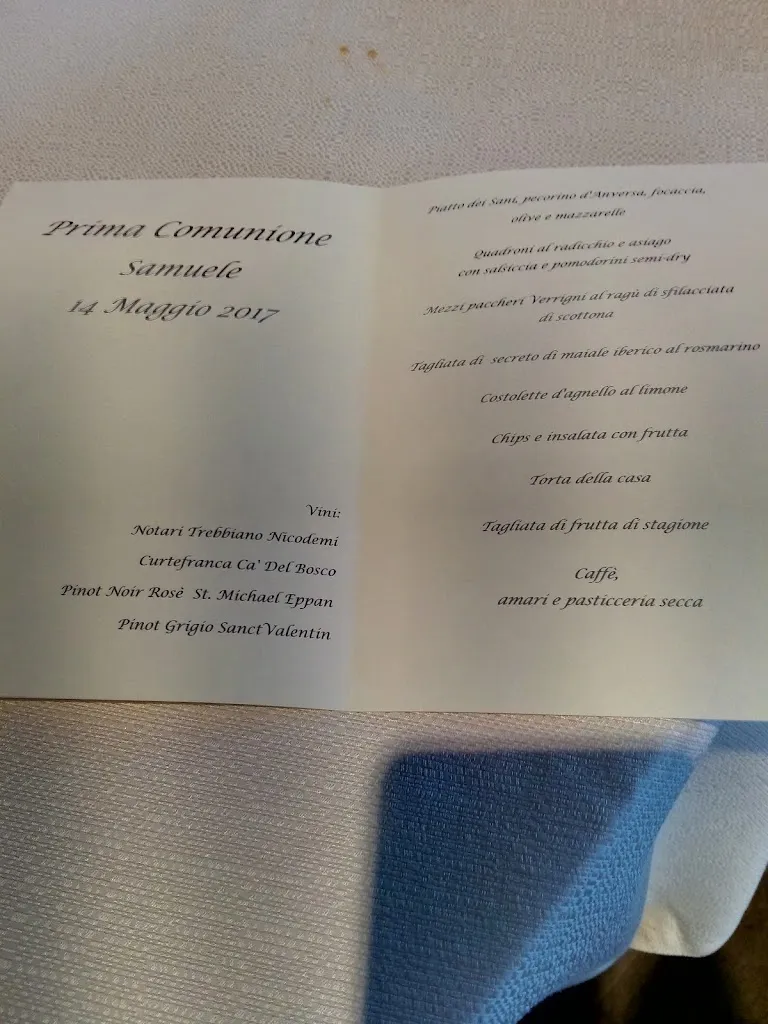 Prima Comunione
Samuele
14 Maggio 2017
Vini:
Notari Trebbiano Nicodemi
Curtefranca Ca' Del Bosco
Pinot Noir Rosè St. Michael Eppan
Pinot Grigio Sanct Valentin
Piatto dei Sani, pecorino d'Anversa, focaccia,
olive e mazzarelle
Quadroni al radicchio e asiago
con salsiccia e pomodorini semi-dry
Mezzi paccheri Verrigni al ragù di sfilacciata
di scottona
Tagliata di secreto di maiale iberico al rosmarino
Costolette d'agnello al limone
Chips e insalata con frutta
Torta della casa
Tagliata di frutta di stagione
Caffè,
amari e pasticceria secca